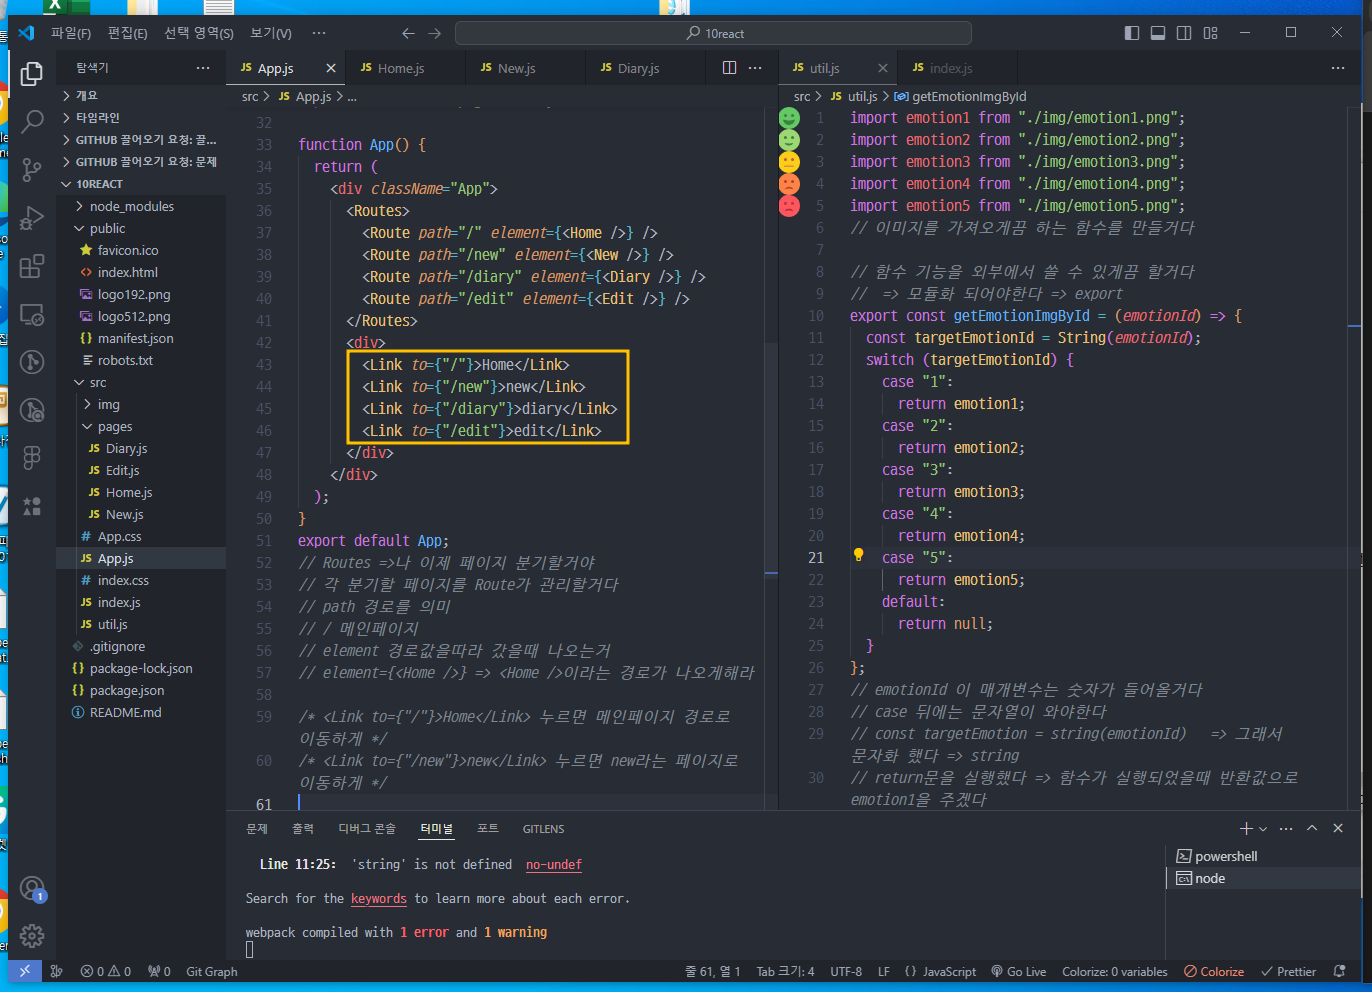 파일(F) 편집(E) 선택 영역(S) 보기(V) ··· 10react
탐색기 ···
개요
타임라인
GITHUB 끌어오기 요청: 끌...
GITHUB 끌어오기 요청: 문제
10REACT
node_modules
public
favicon.ico
index.html
logo192.png
logo512.png
manifest.json
robots.txt
src
img
pages
Diary.js
Edit.js
Home.js
New.js
App.css
App.js
index.css
index.js
util.js
.gitignore
package-lock.json
package.json
README.md
JS App.js JS Home.js JS New.js JS Diary.js ···
src > JS App.js > ...
32
33 function App() {
34 return (
35 <div className="App">
36 <Routes>
37 <Route path="/" element={<Home />} />
38 <Route path="/new" element={<New />} />
39 <Route path="/diary" element={<Diary />} />
40 <Route path="/edit" element={<Edit />} />
41 </Routes>
42 <div>
43 <Link to={"/"}>Home</Link>
44 <Link to={"/new"}>new</Link>
45 <Link to={"/diary"}>diary</Link>
46 <Link to={"/edit"}>edit</Link>
47 </div>
48 </div>
49 );
50 }
51 export default App;
52 // Routes =>나 이제 페이지 분기할거야
53 // 각 분기할 페이지를 Route가 관리할거다
54 // path 경로를 의미
55 // / 메인페이지
56 // element 경로값을따라 갔을때 나오는거
57 // element={<Home />} => <Home />이라는 경로가 나오게해라
58
59 /* <Link to={"/"}>Home</Link> 누르면 메인페이지 경로로
이동하게 */
60 /* <Link to={"/new"}>new</Link> 누르면 new라는 페이지로
이동하게 */
61
JS util.js JS index.js ···
src > JS util.js > getEmotionImgById
1 import emotion1 from "./img/emotion1.png";
2 import emotion2 from "./img/emotion2.png";
3 import emotion3 from "./img/emotion3.png";
4 import emotion4 from "./img/emotion4.png";
5 import emotion5 from "./img/emotion5.png";
6 // 이미지를 가져오게끔 하는 함수를 만들거다
7
8 // 함수 기능을 외부에서 쓸 수 있게끔 할거다
9 // => 모듈화 되어야한다 => export
10 export const getEmotionImgById = (emotionId) => {
11 const targetEmotionId = String(emotionId);
12 switch (targetEmotionId) {
13 case "1":
14 return emotion1;
15 case "2":
16 return emotion2;
17 case "3":
18 return emotion3;
19 case "4":
20 return emotion4;
21 case "5":
22 return emotion5;
23 default:
24 return null;
25 }
26 };
27 // emotionId 이 매개변수는 숫자가 들어올거다
28 // case 뒤에는 문자열이 와야한다
29 // const targetEmotion = string(emotionId) => 그래서
문자화 했다 => string
30 // return문을 실행했다 => 함수가 실행되었을때 반환값으로
emotion1을 주겠다
문제 출력 디버그 콘솔 터미널 포트 GITLENS
Line 11:25: 'string' is not defined no-undef
Search for the keywords to learn more about each error.
webpack compiled with 1 error and 1 warning
powershell
node
1
0 0 0 Git Graph 줄 61, 열 1 Tab 크기: 4 UTF-8 LF {} JavaScript Go Live Colorize: 0 variables Colorize Prettier